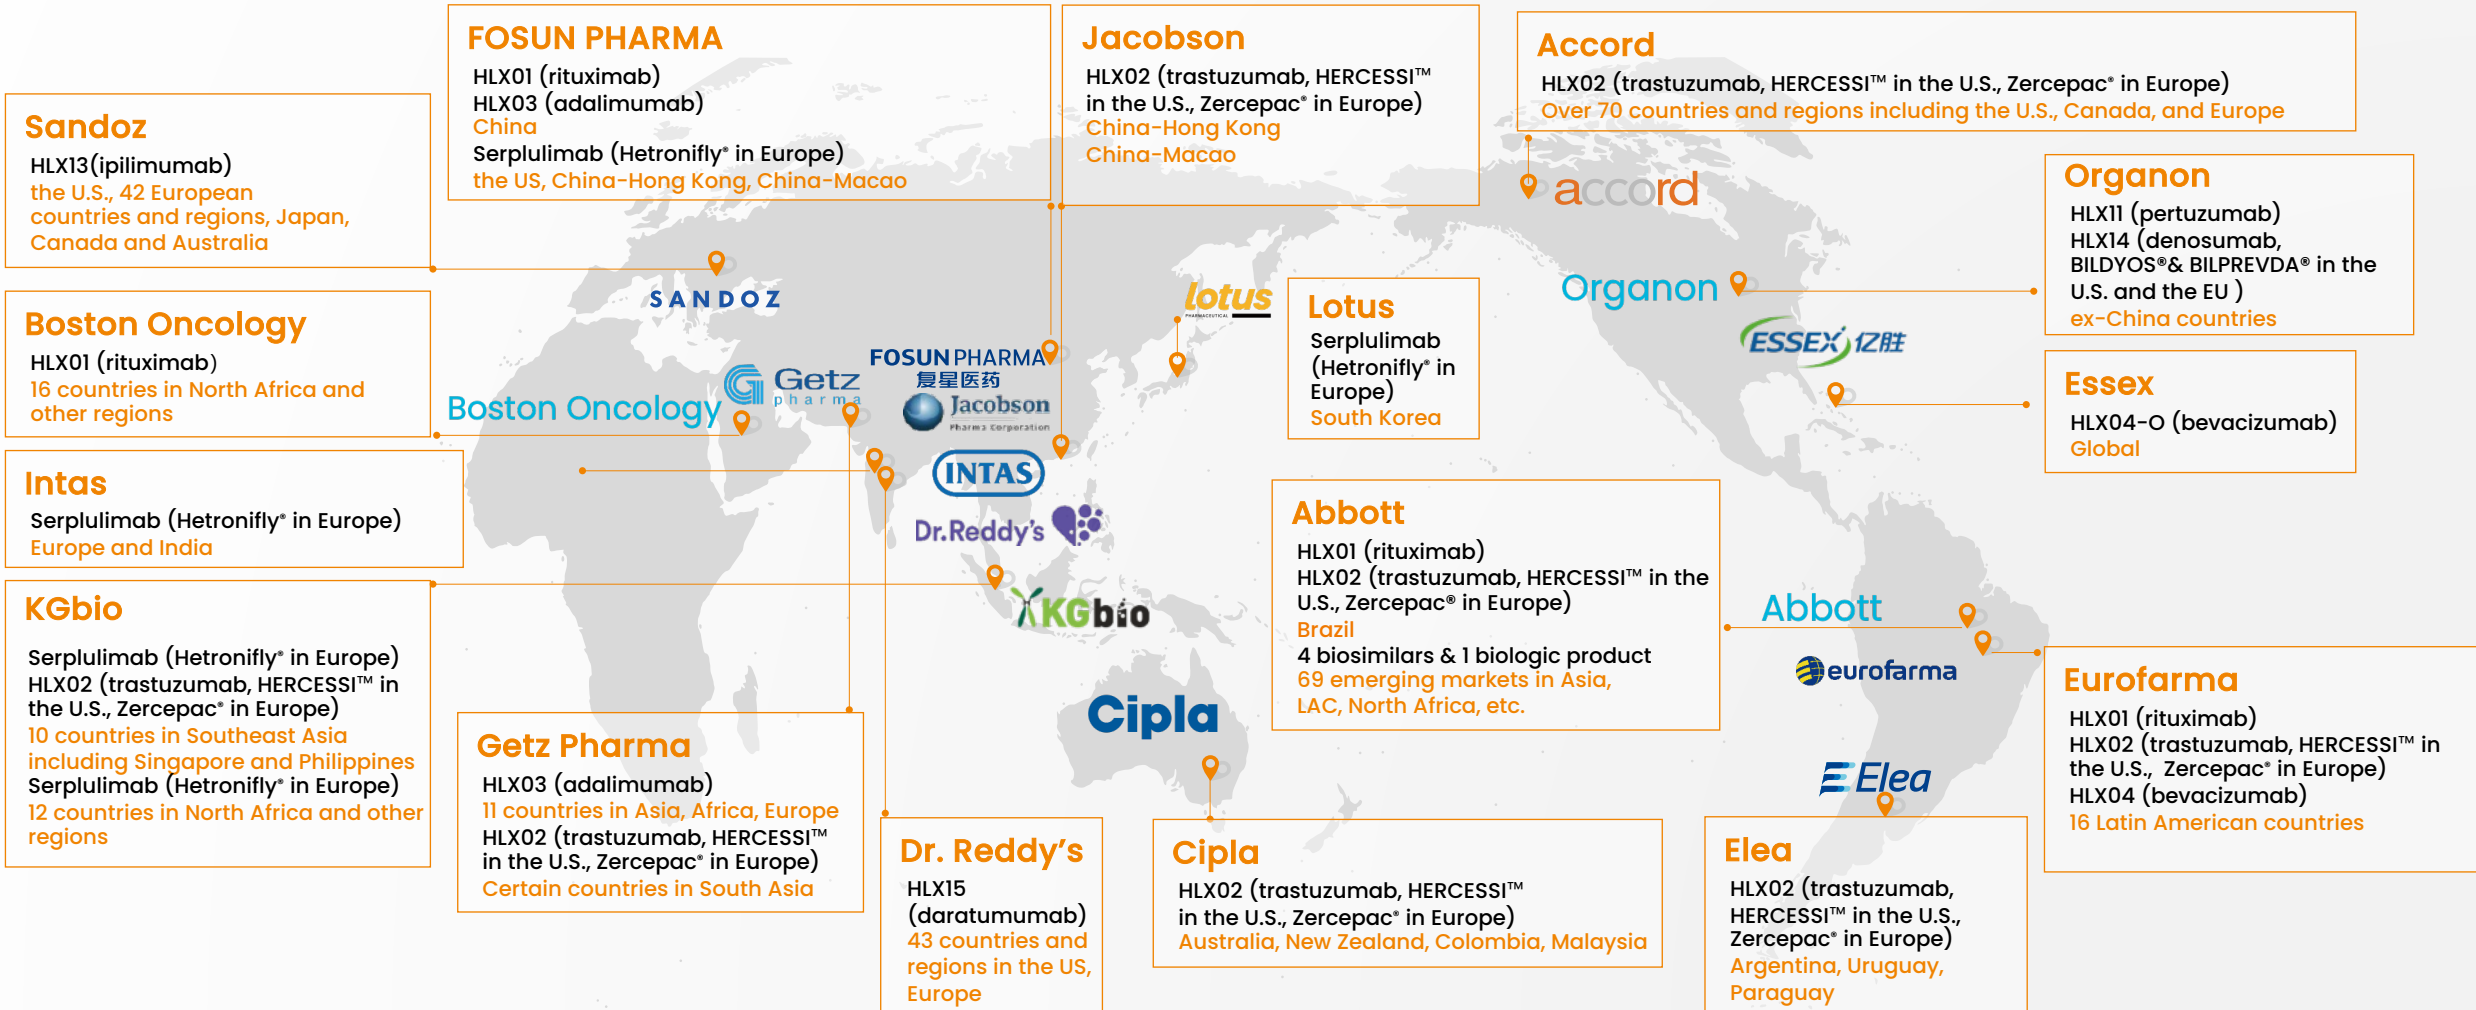 FOSUN PHARMA
HLX01 (rituximab)
HLX03 (adalimumab)
China
Serplulimab (Hetronifly® in Europe)
the US, China-Hong Kong, China-Macao
Jacobson
HLX02 (trastuzumab, HERCESSI™
in the U.S., Zercepac® in Europe)
China-Hong Kong
China-Macao
Accord
HLX02 (trastuzumab, HERCESSI™ in the U.S., Zercepac® in Europe)
Over 70 countries and regions including the U.S., Canada, and Europe
Sandoz
HLX13(ipilimumab)
the U.S., 42 European
countries and regions, Japan,
Canada and Australia
Organon
HLX11 (pertuzumab)
HLX14 (denosumab,
BILDYOS®& BILPREVDA® in the
U.S. and the EU )
ex-China countries
Boston Oncology
HLX01 (rituximab)
16 countries in North Africa and
other regions
Lotus
Serplulimab
(Hetronifly® in
Europe)
South Korea
Essex
HLX04-O (bevacizumab)
Global
Intas
Serplulimab (Hetronifly® in Europe)
Europe and India
Abbott
HLX01 (rituximab)
HLX02 (trastuzumab, HERCESSI™ in the
U.S., Zercepac® in Europe)
Brazil
4 biosimilars & 1 biologic product
69 emerging markets in Asia,
LAC, North Africa, etc.
KGbio
Serplulimab (Hetronifly® in Europe)
HLX02 (trastuzumab, HERCESSI™ in
the U.S., Zercepac® in Europe)
10 countries in Southeast Asia
including Singapore and Philippines
Serplulimab (Hetronifly® in Europe)
12 countries in North Africa and other
regions
Getz Pharma
HLX03 (adalimumab)
11 countries in Asia, Africa, Europe
HLX02 (trastuzumab, HERCESSI™
in the U.S., Zercepac® in Europe)
Certain countries in South Asia
Dr. Reddy's
HLX15
(daratumumab)
43 countries and
regions in the US,
Europe
Cipla
HLX02 (trastuzumab, HERCESSI™
in the U.S., Zercepac® in Europe)
Australia, New Zealand, Colombia, Malaysia
Elea
HLX02 (trastuzumab,
HERCESSI™ in the U.S.,
Zercepac® in Europe)
Argentina, Uruguay,
Paraguay
Eurofarma
HLX01 (rituximab)
HLX02 (trastuzumab, HERCESSI™ in
the U.S., Zercepac® in Europe)
HLX04 (bevacizumab)
16 Latin American countries
accord
SANDOZ
lotus
PHARMACEUTICAL
Organon
ESSEX 亿胜
FOSUN PHARMA
复星医药
Getz
pharma
Boston Oncology
Jacobson
Pharma Corporation
INTAS
Dr.Reddy's
KGbio
Abbott
eurofarma
Cipla
Elea